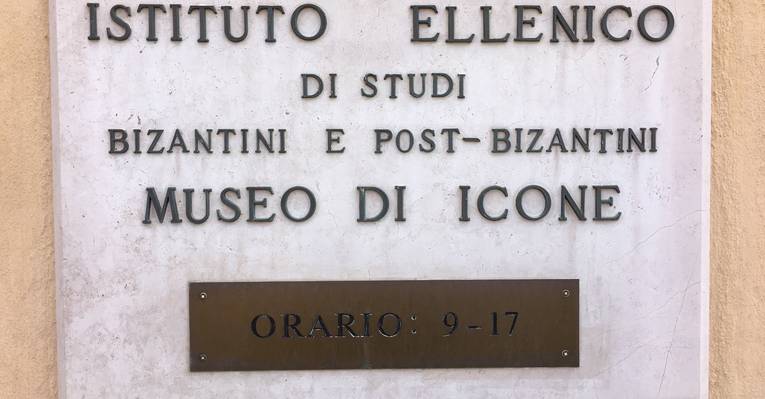 ISTITUTO ELLENICO
DI STUDI
BIZANTINI E POST-BIZANTINI
MUSEO DI ICONE
ORARIO: 9-17